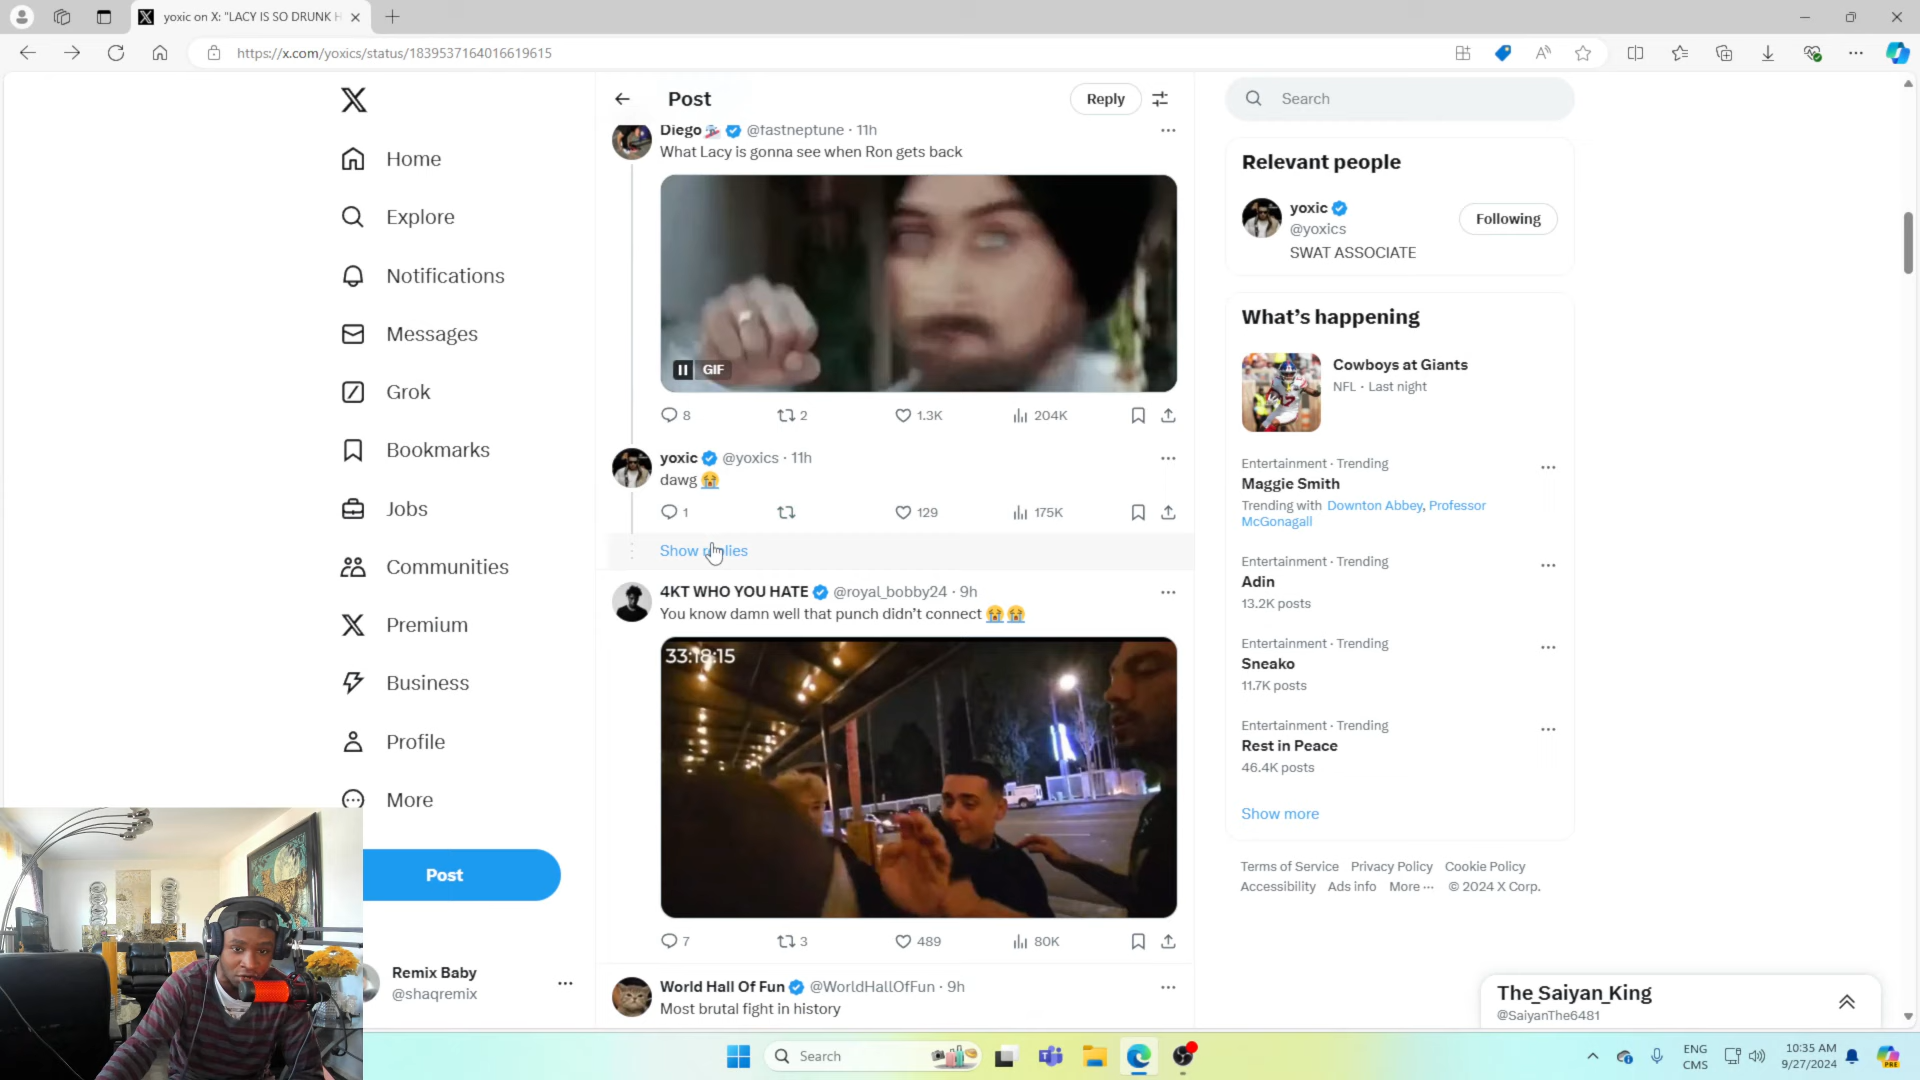 yoxic on X: "LACY IS SO DRUNK H
https://x.com/yoxics/status/1839537164016619615
Home
Explore
Notifications
Messages
Grok
Bookmarks
Jobs
Communities
Premium
Business
Profile
More
Post
Remix Baby
@shaqremix
Post
Reply
Diego @fastneptune · 11h
What Lacy is gonna see when Ron gets back
GIF
8 2 1.3K 204K
yoxic @yoxics · 11h
dawg 😭
1 129 175K
Show replies
4KT WHO YOU HATE @royal_bobby24 · 9h
You know damn well that punch didn't connect 😭😭
33:18:15
7 3 489 80K
World Hall Of Fun @WorldHallOfFun · 9h
Most brutal fight in history
Search
Relevant people
yoxic
@yoxics
Following
SWAT ASSOCIATE
What's happening
Cowboys at Giants
NFL · Last night
Entertainment · Trending
Maggie Smith
Trending with Downton Abbey, Professor
McGonagall
Entertainment · Trending
Adin
13.2K posts
Entertainment · Trending
Sneako
11.7K posts
Entertainment · Trending
Rest in Peace
46.4K posts
Show more
Terms of Service Privacy Policy Cookie Policy
Accessibility Ads info More ··· © 2024 X Corp.
The_Saiyan_King
@SaiyanThe6481
Search
ENG
CMS
10:35 AM
9/27/2024